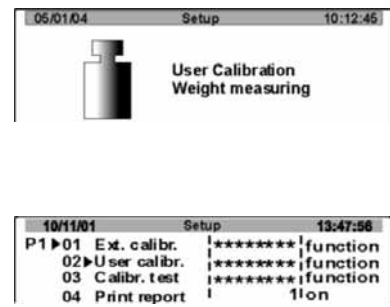 05/01/04 Setup 10:12:45
User Calibration
Weight measuring
10/11/01 Setup 13:47:56
P1 01 Ext. calibr. ******** function
02 User calibr. ******** function
03 Calibr. test ******** function
04 Print report 1 on